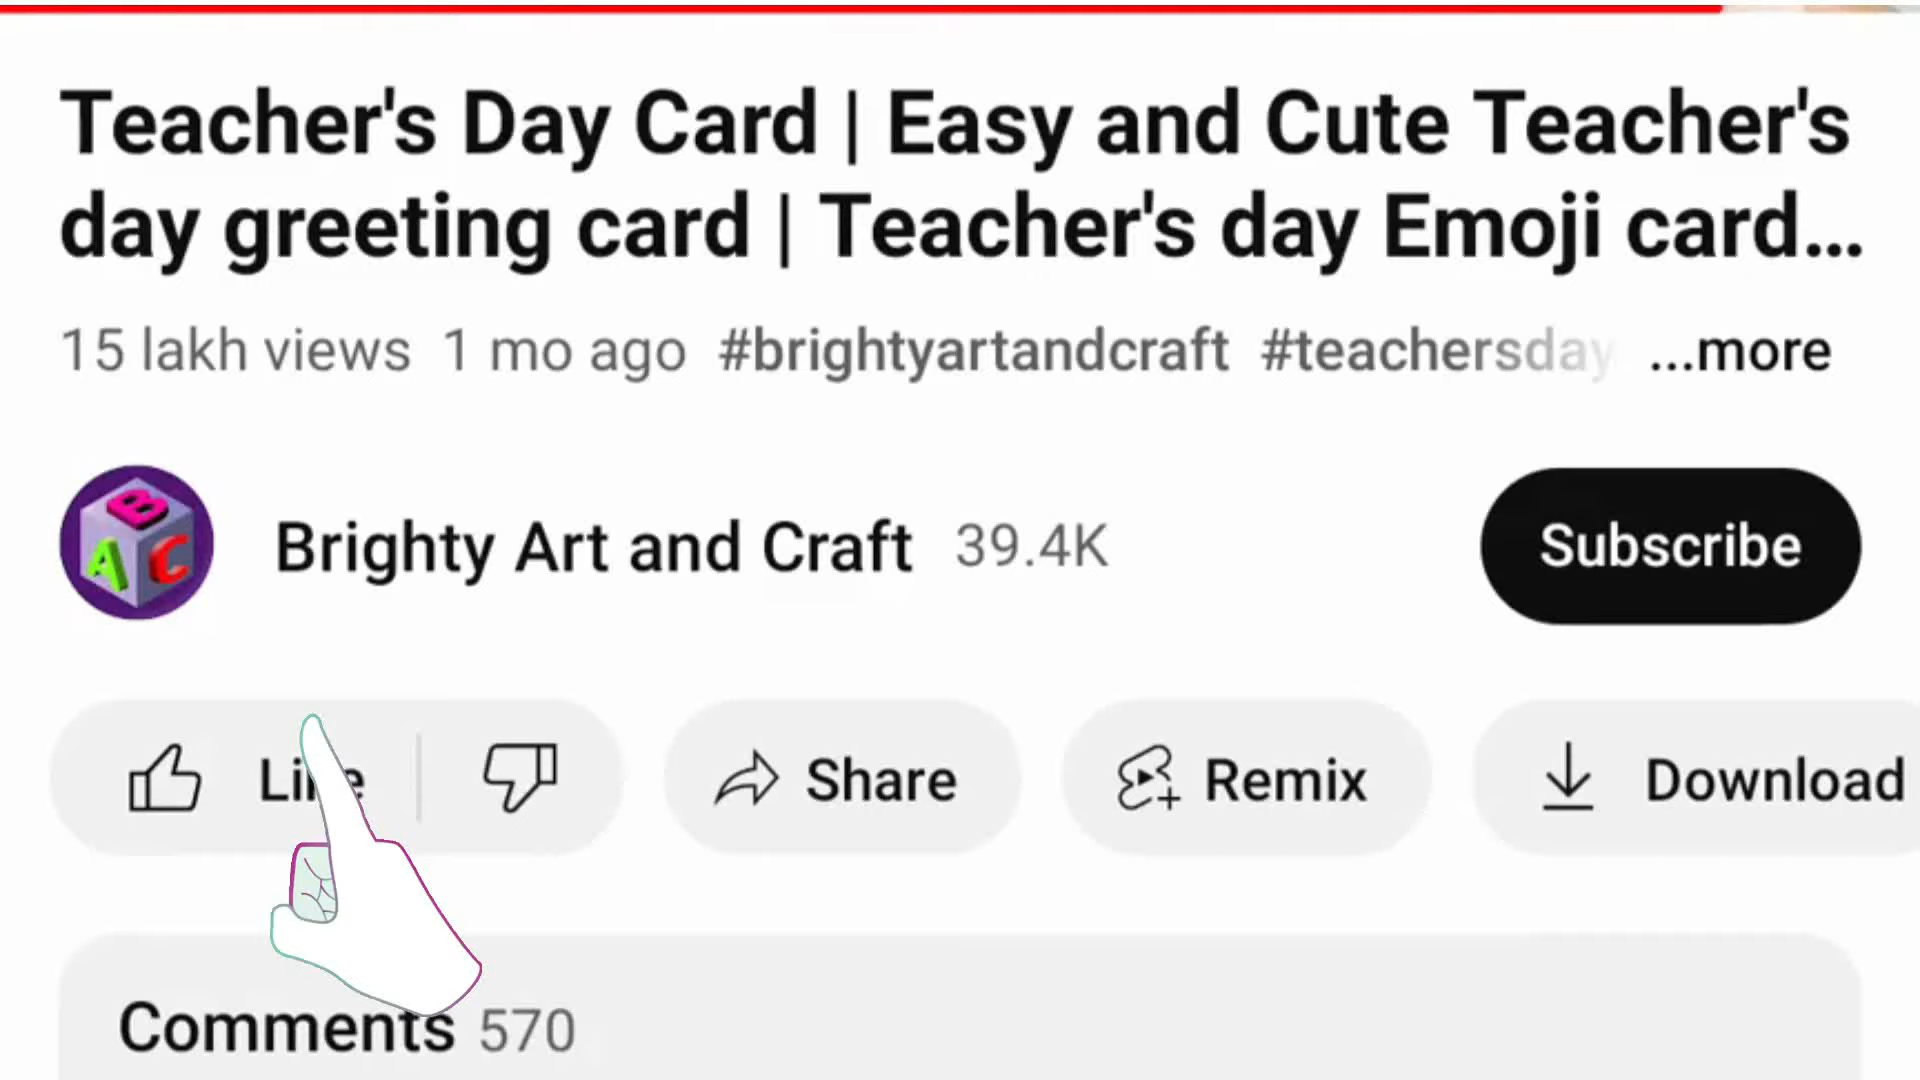 Teacher's Day Card | Easy and Cute Teacher's
day greeting card | Teacher's day Emoji card...
15 lakh views 1 mo ago #brightyartandcraft #teachersday ...more
B
A C
Brighty Art and Craft 39.4K
Subscribe
Like Share Remix Download
Comments 570